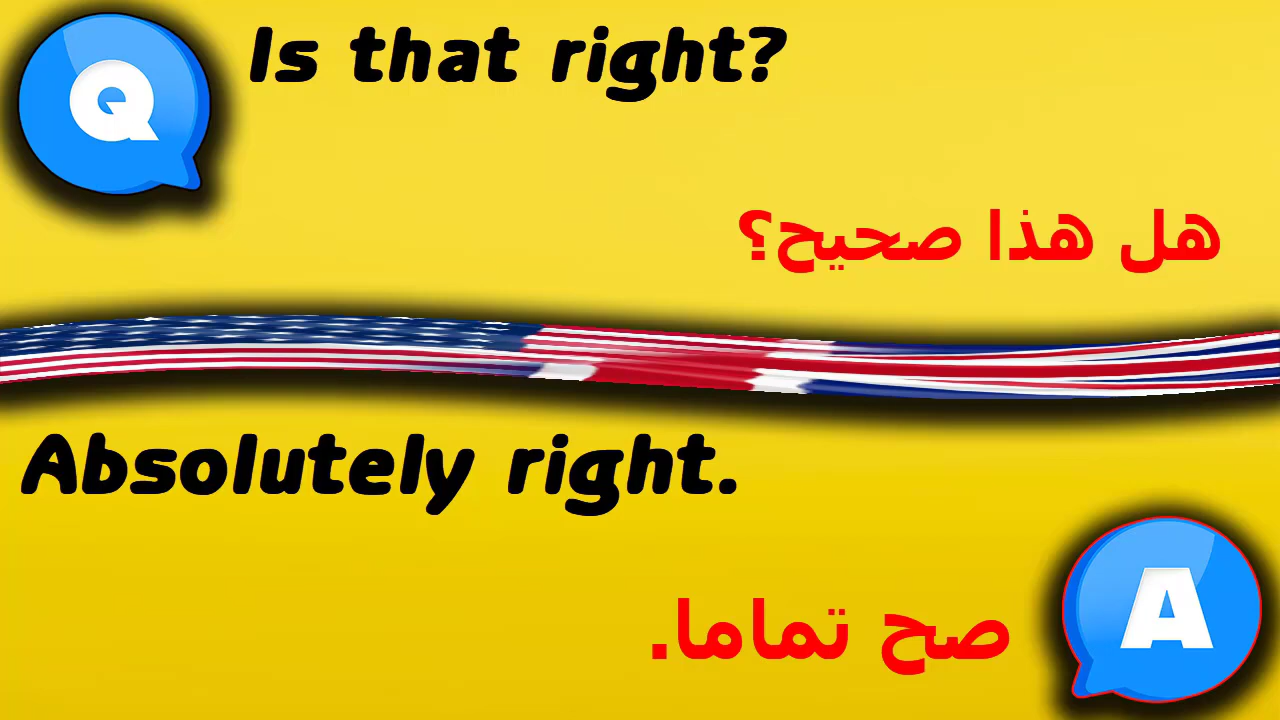 Q
Is that right?
هل هذا صحيح؟
Absolutely right.
صح تماما.
A